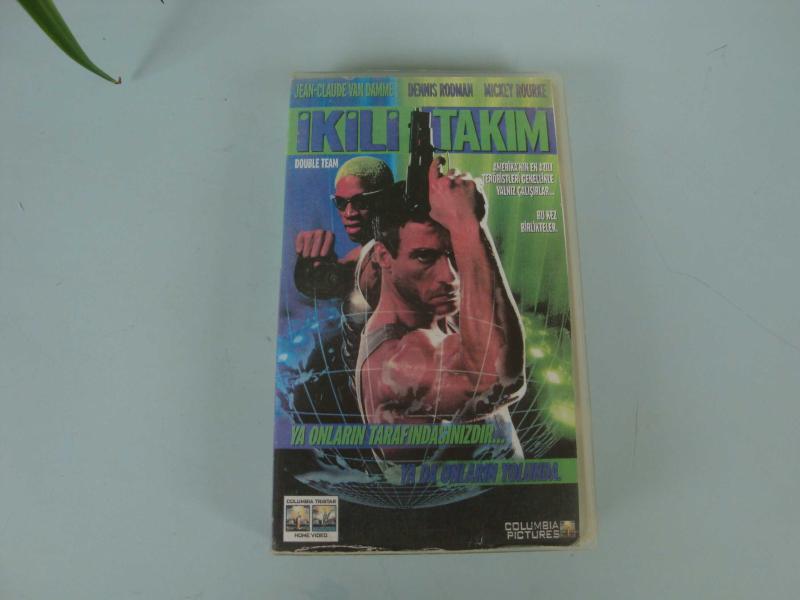 JEAN-CLAUDE VAN DAMME DENNIS RODMAN MICKEY ROURKE
İKİLİ TAKIM
DOUBLE TEAM
AMERİKA'NIN EN AZILI
TERÖRİSTLERİ GENELLİKLE
YALNIZ ÇALIŞIRLAR...
BU KEZ
BİRLİKTELER.
YA ONLARIN TARAFINDASINIZDIR...
YA DA ONLARIN YOLUNDA.
COLUMBIA TRISTAR
HOME VIDEO
COLUMBIA
PICTURES